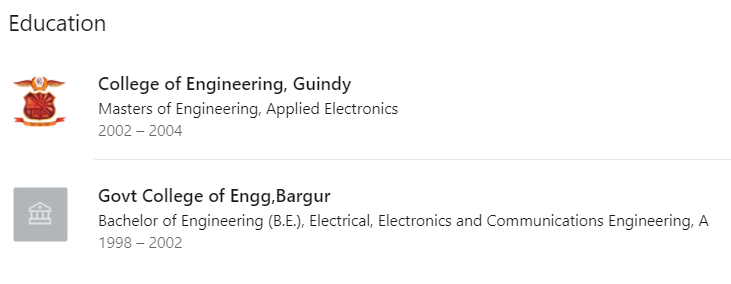 Education
College of Engineering, Guindy
Masters of Engineering, Applied Electronics
2002 – 2004
Govt College of Engg,Bargur
Bachelor of Engineering (B.E.), Electrical, Electronics and Communications Engineering, A
1998 – 2002